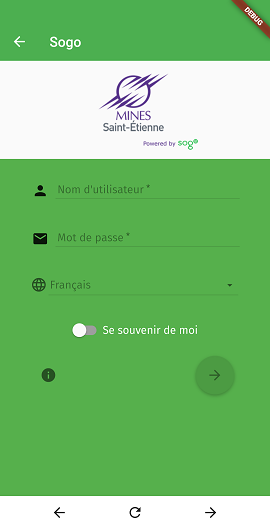 DEBUG
Sogo
MINES
Saint-Étienne
Powered by sogo
Nom d'utilisateur *
Mot de passe *
Français
Se souvenir de moi